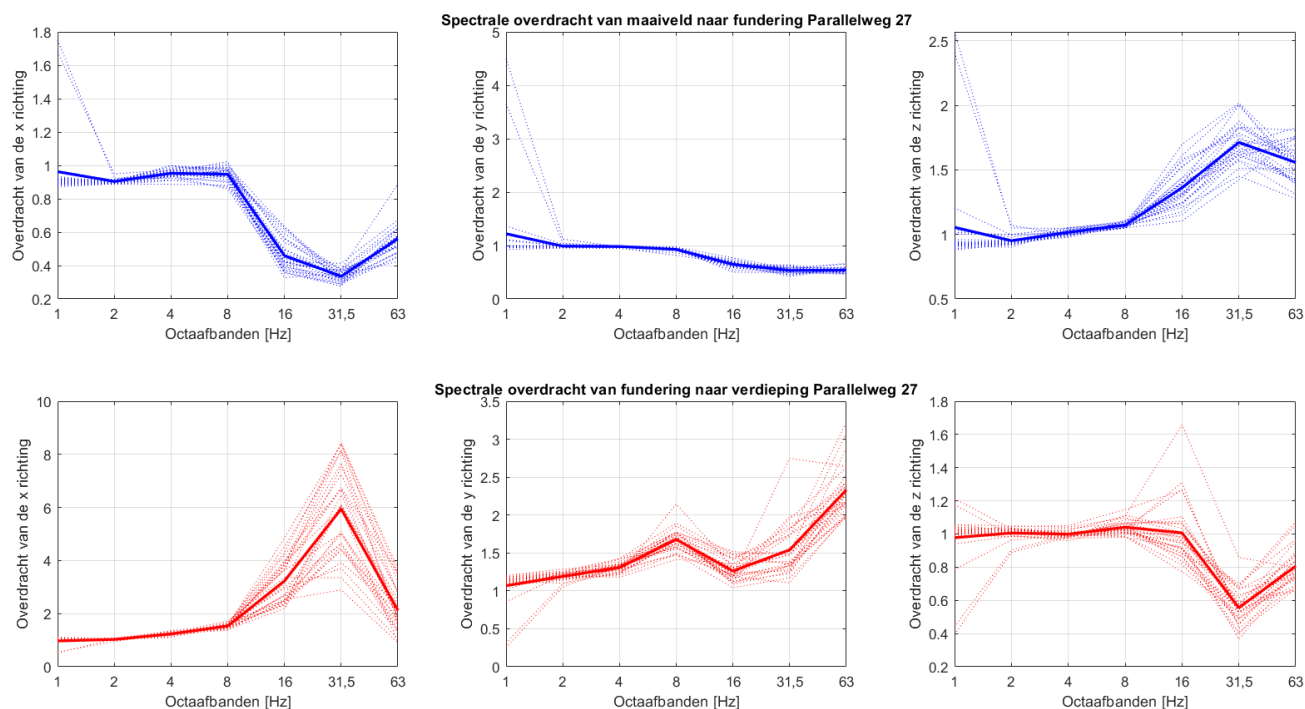 Spectrale overdracht van maaiveld naar fundering Parallelweg 27
Overdracht van de x richting
1.8
1.6
1.4
1.2
1
0.8
0.6
0.4
0.2
1 2 4 8 16 31,5 63
Octaafbanden [Hz]
Overdracht van de y richting
5
4
3
2
1
0
1 2 4 8 16 31,5 63
Octaafbanden [Hz]
Overdracht van de z richting
2.5
2
1.5
1
0.5
1 2 4 8 16 31,5 63
Octaafbanden [Hz]
Spectrale overdracht van fundering naar verdieping Parallelweg 27
Overdracht van de x richting
10
8
6
4
2
0
1 2 4 8 16 31,5 63
Octaafbanden [Hz]
Overdracht van de y richting
3.5
3
2.5
2
1.5
1
0.5
0
1 2 4 8 16 31,5 63
Octaafbanden [Hz]
Overdracht van de z richting
1.8
1.6
1.4
1.2
1
0.8
0.6
0.4
0.2
1 2 4 8 16 31,5 63
Octaafbanden [Hz]